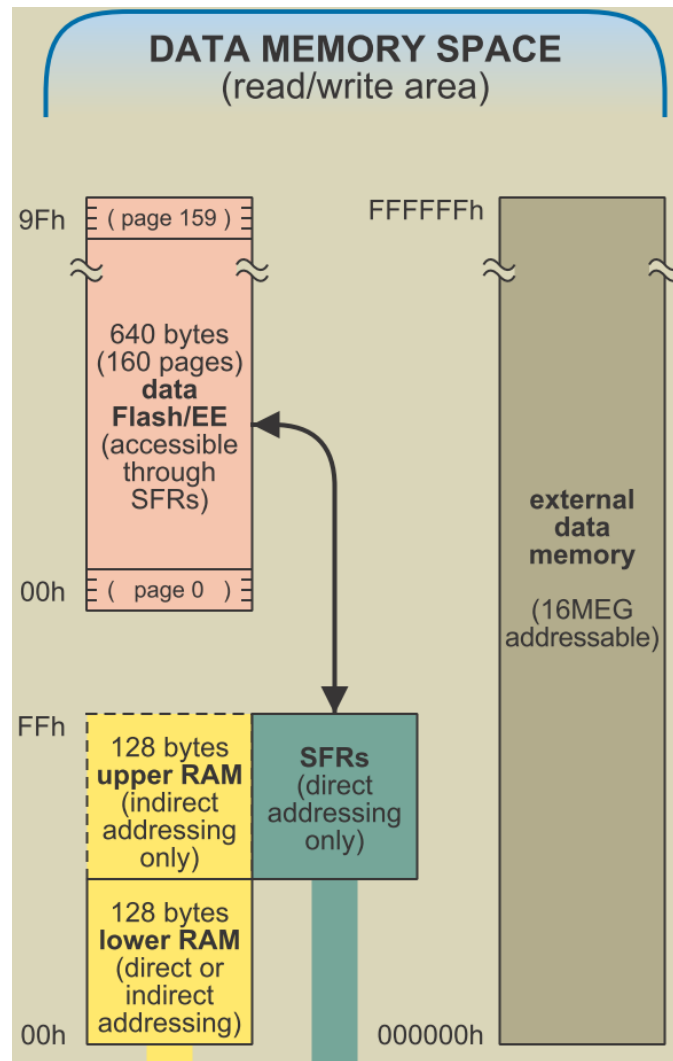 DATA MEMORY SPACE
(read/write area)
9Fh
( page 159 )
640 bytes
(160 pages)
data
Flash/EE
(accessible
through
SFRs)
00h
( page 0 )
FFFFFFh
external
data
memory
(16MEG
addressable)
000000h
FFh
128 bytes
upper RAM
(indirect
addressing
only)
SFRs
(direct
addressing
only)
128 bytes
lower RAM
(direct or
indirect
addressing)
00h